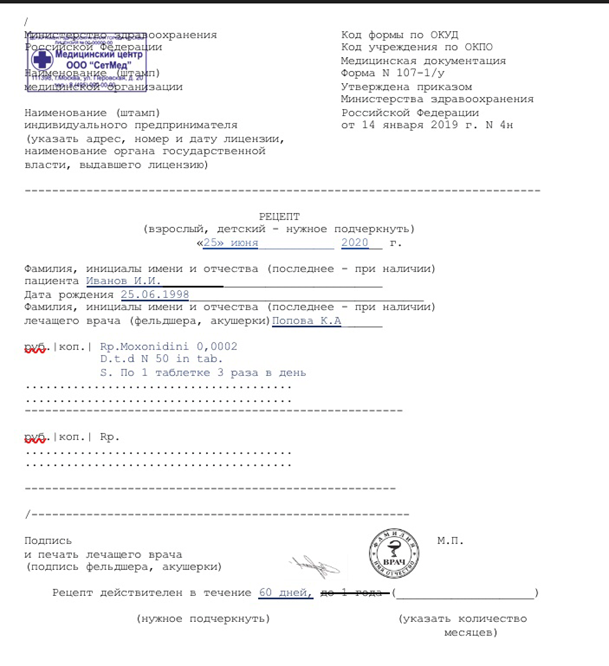 /
Министерство здравоохранения
Российской Федерации
Медицинский центр
ООО "СетМед"
Наименование (штамп)
медицинской организации
Наименование (штамп)
индивидуального предпринимателя
(указать адрес, номер и дату лицензии,
наименование органа государственной
власти, выдавшего лицензию)
Код формы по ОКУД
Код учреждения по ОКПО
Медицинская документация
Форма N 107-1/у
Утверждена приказом
Министерства здравоохранения
Российской Федерации
от 14 января 2019 г. N 4н
РЕЦЕПТ
(взрослый, детский - нужное подчеркнуть)
«25» июня 2020 г.
Фамилия, инициалы имени и отчества (последнее - при наличии)
пациента Иванов И.И.
Дата рождения 25.06.1998
Фамилия, инициалы имени и отчества (последнее - при наличии)
лечащего врача (фельдшера, акушерки)Попова К.А
руб.|коп.| Rp.Moxonidini 0,0002
D.t.d N 50 in tab.
S. По 1 таблетке 3 раза в день
руб.|коп.| Rp.
Подпись
и печать лечащего врача
(подпись фельдшера, акушерки)
ФАМИЛИЯ
ВРАЧ
ИМЯ ОТЧЕСТВО
М.П.
Рецепт действителен в течение 60 дней, до 1 года (____________________)
(нужное подчеркнуть)
(указать количество
месяцев)